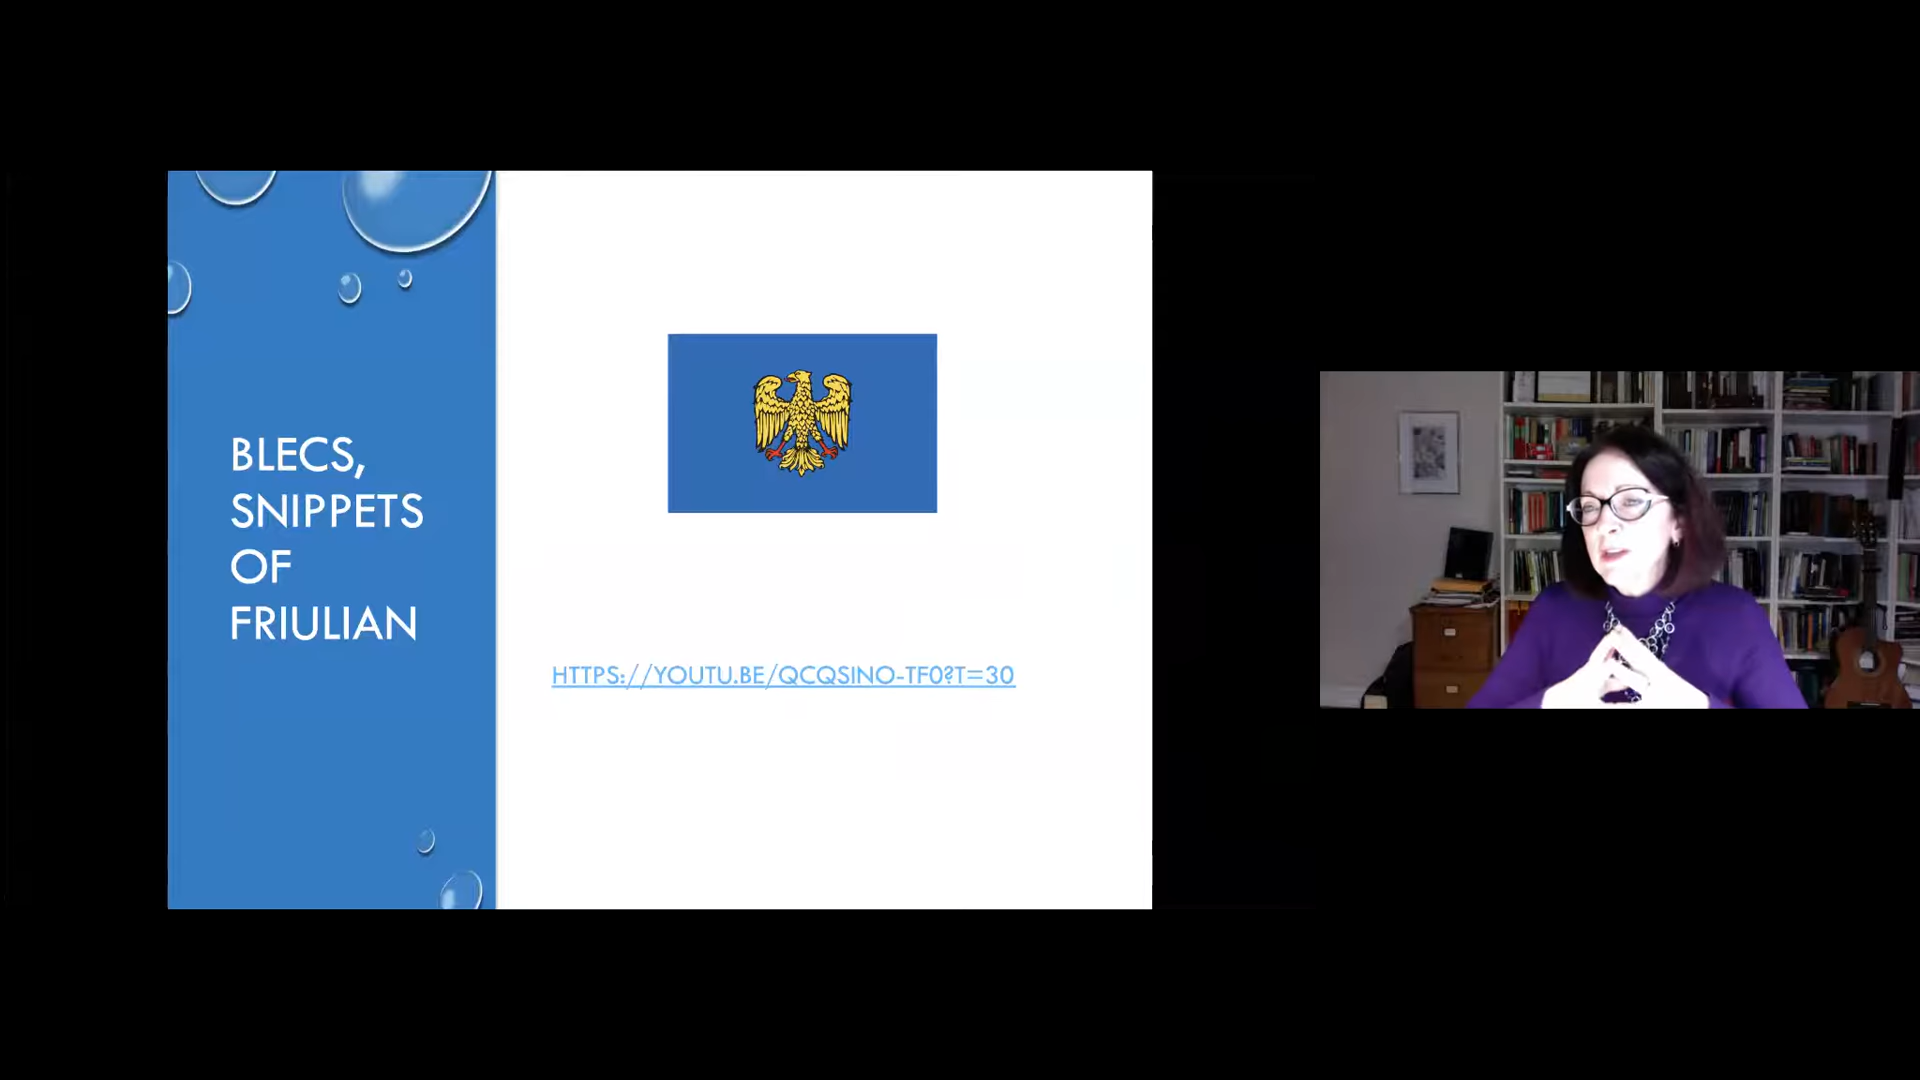 BLECS,
SNIPPETS
OF
FRIULIAN
HTTPS://YOUTU.BE/QCQSINO-TF0?T=30